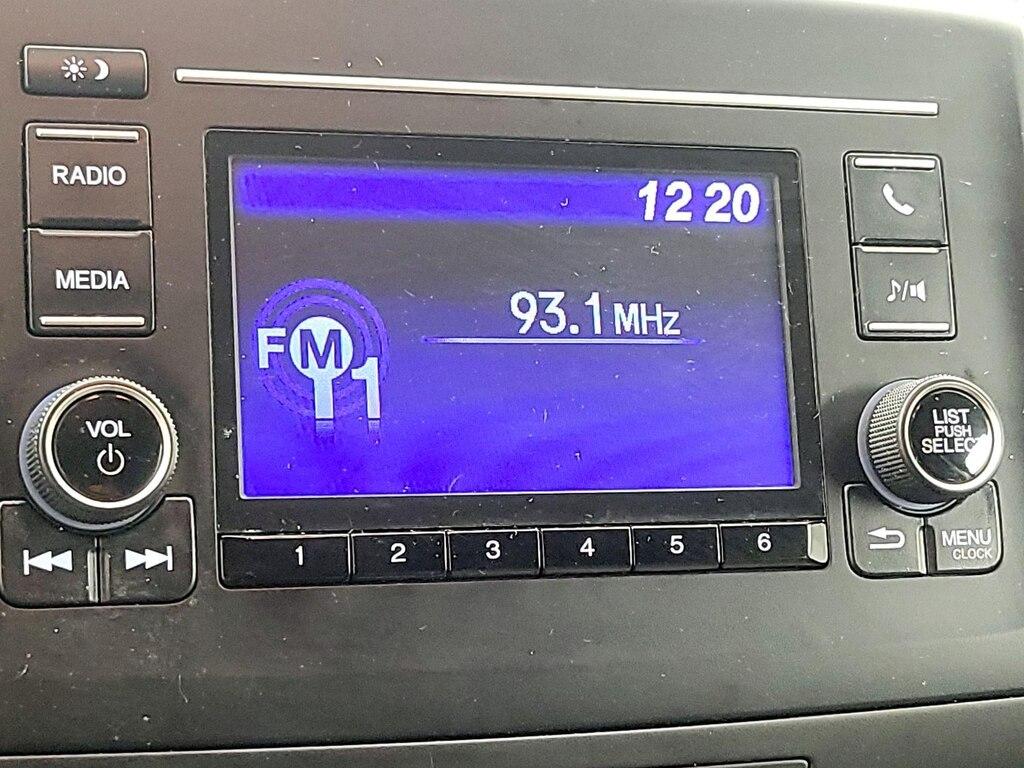 RADIO
MEDIA
VOL
12 20
93.1 MHz
FM1
1 2 3 4 5 6
LIST
PUSH
SELECT
MENU
CLOCK